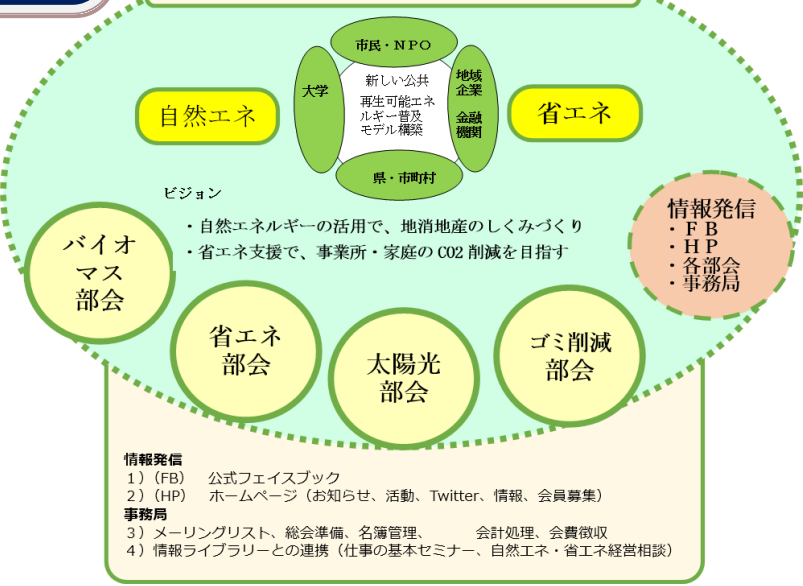 市民・NPO
大学
新しい公共
再生可能エネ
ルギー普及
モデル構築
地域
企業
金融
機関
県・市町村
自然エネ
省エネ
ビジョン
・自然エネルギーの活用で、地消地産のしくみづくり
・省エネ支援で、事業所・家庭のCO2削減を目指す
情報発信
・FB
・HP
・各部会
・事務局
バイオ
マス
部会
省エネ
部会
太陽光
部会
ゴミ削減
部会
情報発信
1）（FB） 公式フェイスブック
2）（HP） ホームページ（お知らせ、活動、Twitter、情報、会員募集）
事務局
3）メーリングリスト、総会準備、名簿管理、 会計処理、会費徴収
4）情報ライブラリーとの連携（仕事の基本セミナー、自然エネ・省エネ経営相談）